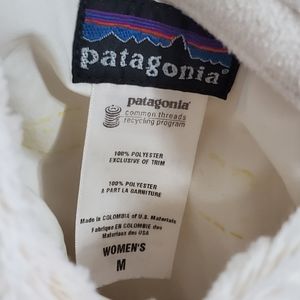 patagonia®
patagonia®
common threads
recycling program
100% POLYESTER
EXCLUSIVE OF TRIM
100% POLYESTER
A PART LA GARNITURE
Made in COLOMBIA of U.S. Materials
Fabriqué EN COLOMBIE des
Materiaux des USA
WOMEN'S
M